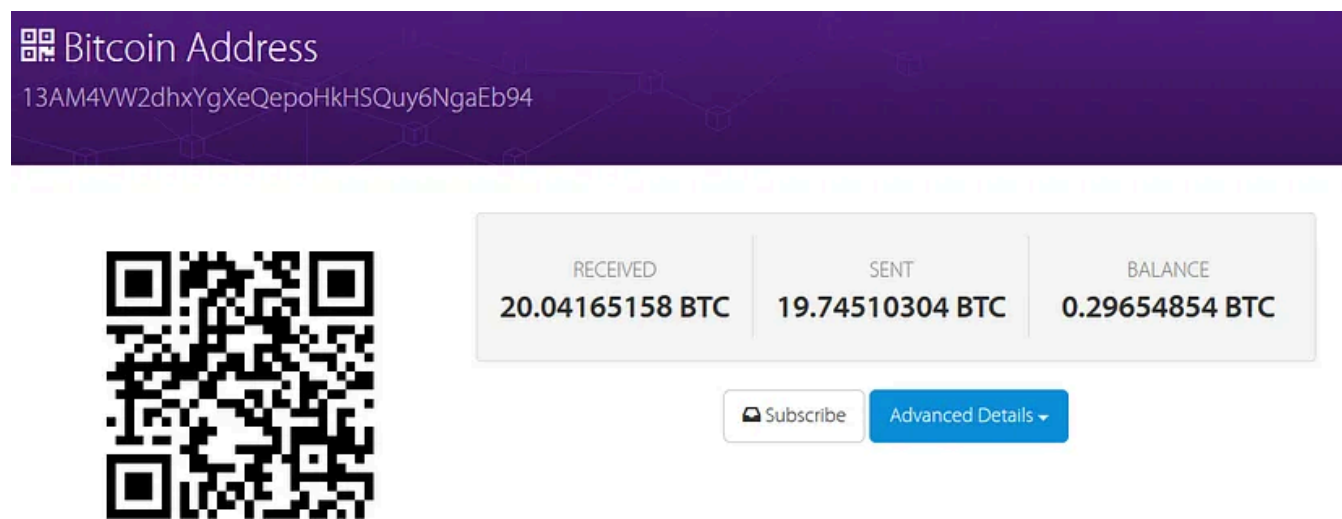 Bitcoin Address
13AM4VW2dhxYgXeQepoHkHSQuy6NgaEb94
RECEIVED SENT BALANCE
20.04165158 BTC 19.74510304 BTC 0.29654854 BTC
Subscribe Advanced Details